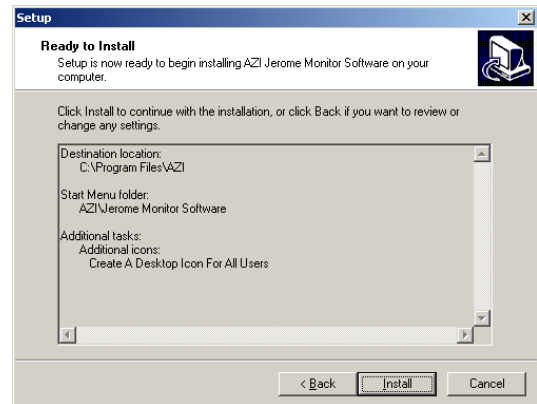 Setup
Ready to Install
Setup is now ready to begin installing AZI Jerome Monitor Software on your
computer.
Click Install to continue with the installation, or click Back if you want to review or
change any settings.
Destination location:
C:\Program Files\AZI
Start Menu folder:
AZI\Jerome Monitor Software
Additional tasks:
Additional icons:
Create A Desktop Icon For All Users
< Back
Install
Cancel